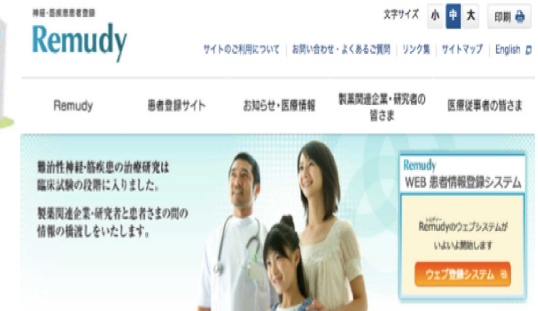 神経・筋疾患患者登録
Remudy
文字サイズ 小 中 大 印刷
サイトのご利用について | お問い合わせ・よくあるご質問 | リンク集 | サイトマップ | English
Remudy 患者登録サイト お知らせ・医療情報 製薬関連企業・研究者の皆さま 医療従事者の皆さま
難治性神経・筋疾患の治療研究は
臨床試験の段階に入りました。
製薬関連企業・研究者と患者さまの間の
情報の橋渡しをいたします。
Remudy
WEB 患者情報登録システム
Remudyのウェブシステムが
いよいよ開始します
ウェブ登録システム